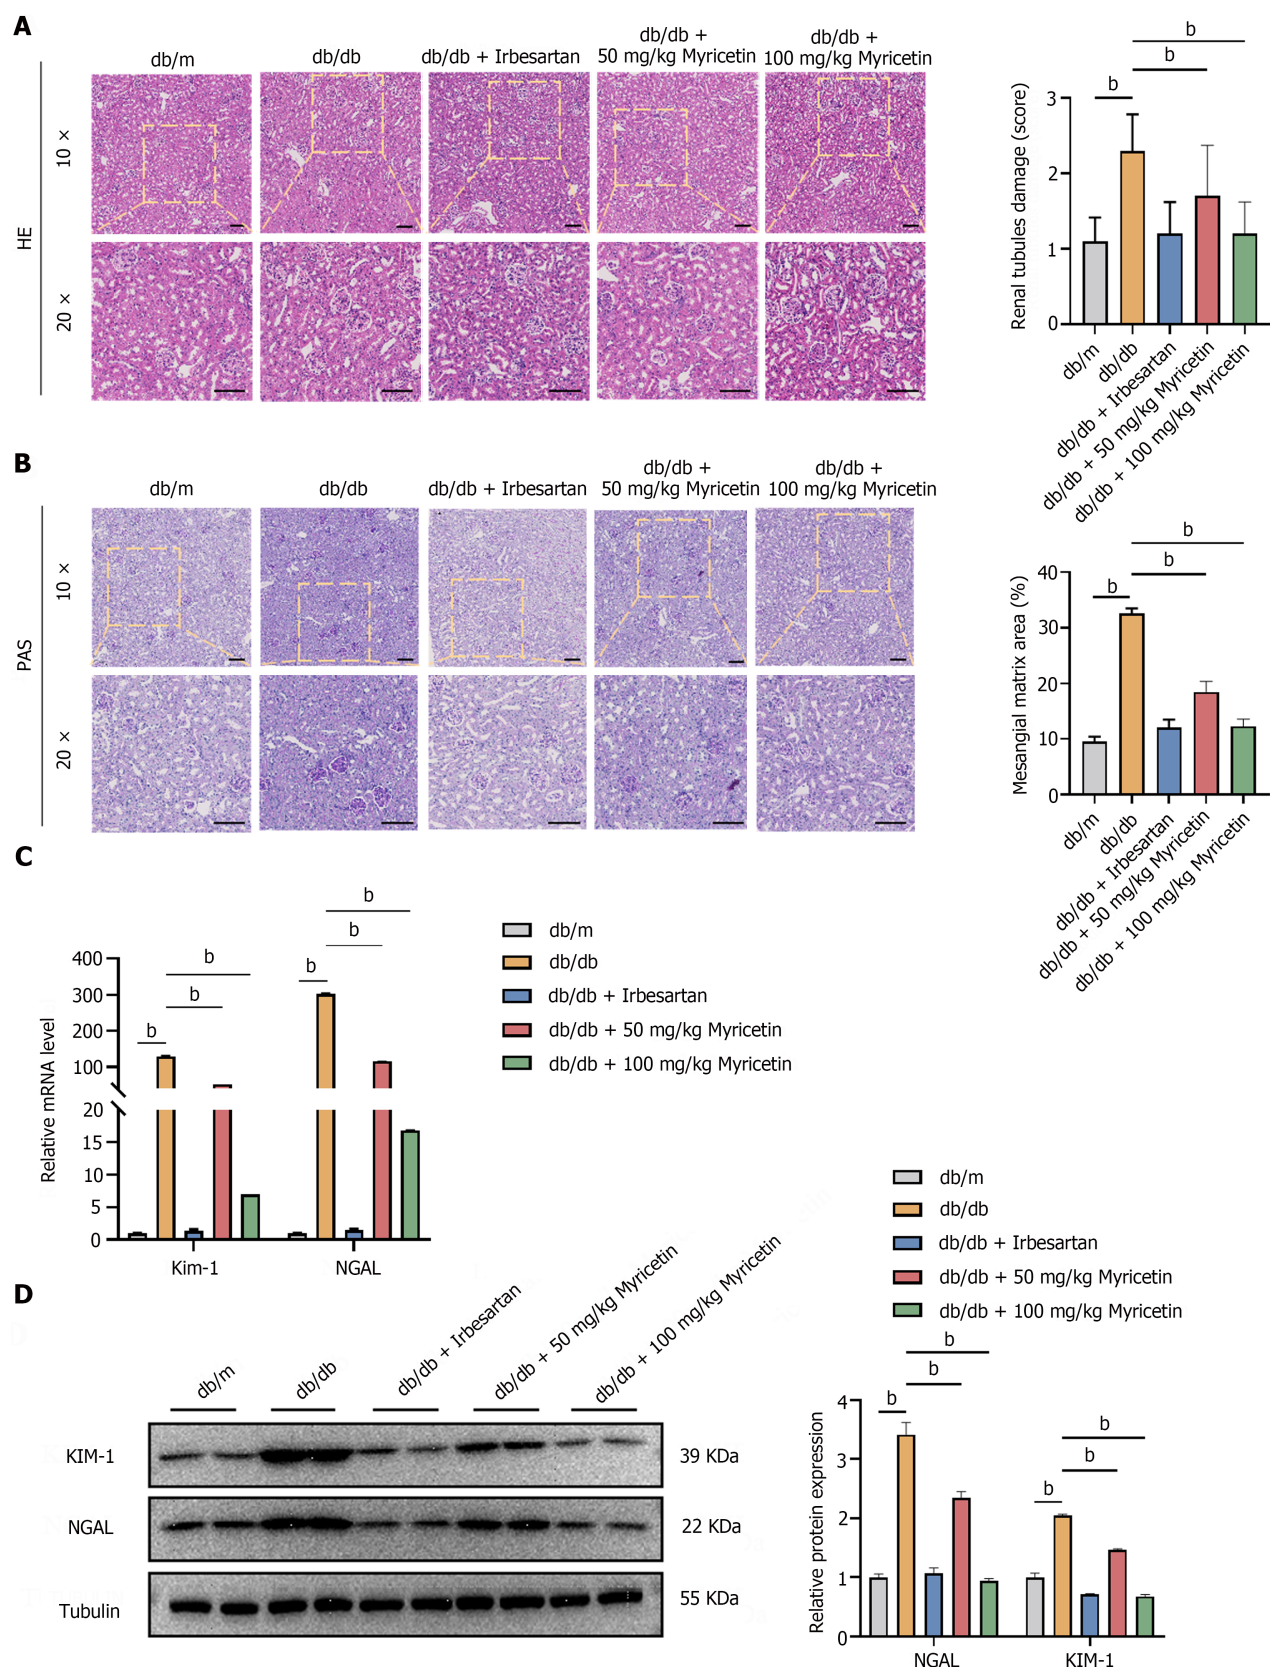 A
db/m
db/db
db/db + Irbesartan
db/db +
50 mg/kg Myricetin
db/db +
100 mg/kg Myricetin
HE
10 ×
20 ×
b
b
b
Renal tubules damage (score)
3
2
1
0
db/m
db/db
db/db + Irbesartan
db/db + 50 mg/kg Myricetin
db/db + 100 mg/kg Myricetin
B
db/m
db/db
db/db + Irbesartan
db/db +
50 mg/kg Myricetin
db/db +
100 mg/kg Myricetin
PAS
10 ×
20 ×
b
b
b
Mesangial matrix area (%)
40
30
20
10
0
db/m
db/db
db/db + Irbesartan
db/db + 50 mg/kg Myricetin
db/db + 100 mg/kg Myricetin
C
b
b
b
b
b
b
Relative mRNA level
400
300
200
100
20
15
10
5
0
Kim-1
NGAL
db/m
db/db
db/db + Irbesartan
db/db + 50 mg/kg Myricetin
db/db + 100 mg/kg Myricetin
D
db/m
db/db
db/db + Irbesartan
db/db + 50 mg/kg Myricetin
db/db + 100 mg/kg Myricetin
KIM-1
39 KDa
NGAL
22 KDa
Tubulin
55 KDa
db/m
db/db
db/db + Irbesartan
db/db + 50 mg/kg Myricetin
db/db + 100 mg/kg Myricetin
b
b
b
b
b
b
Relative protein expression
4
3
2
1
0
NGAL
KIM-1